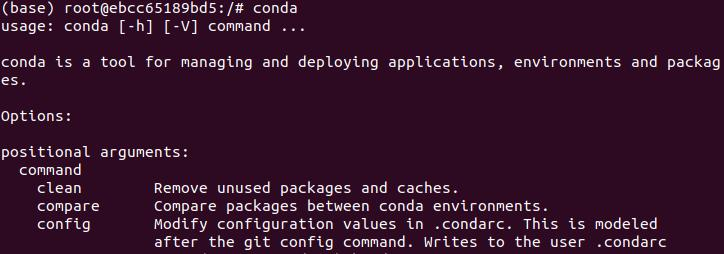 (base) root@ebcc65189bd5:/# conda
usage: conda [-h] [-V] command ...
conda is a tool for managing and deploying applications, environments and packag
es.
Options:
positional arguments:
command
clean Remove unused packages and caches.
compare Compare packages between conda environments.
config Modify configuration values in .condarc. This is modeled
after the git config command. Writes to the user .condarc